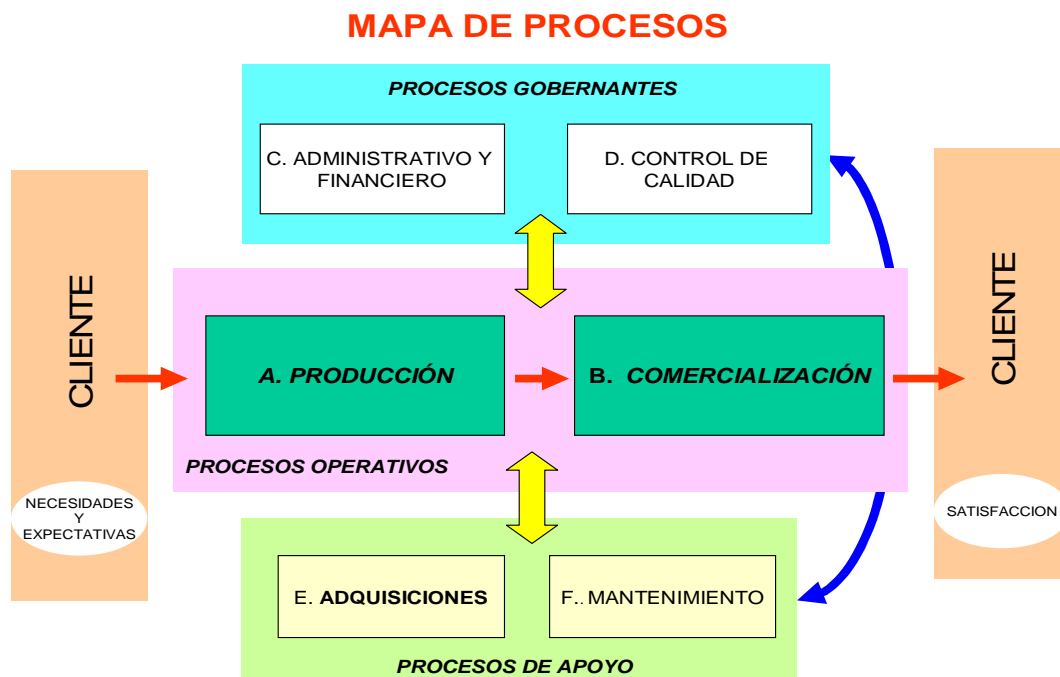 MAPA DE PROCESOS
PROCESOS GOBERNANTES
C. ADMINISTRATIVO Y
FINANCIERO
D. CONTROL DE
CALIDAD
CLIENTE
NECESIDADES
Y
EXPECTATIVAS
A. PRODUCCIÓN
B. COMERCIALIZACIÓN
PROCESOS OPERATIVOS
CLIENTE
SATISFACCION
E. ADQUISICIONES
F.. MANTENIMIENTO
PROCESOS DE APOYO